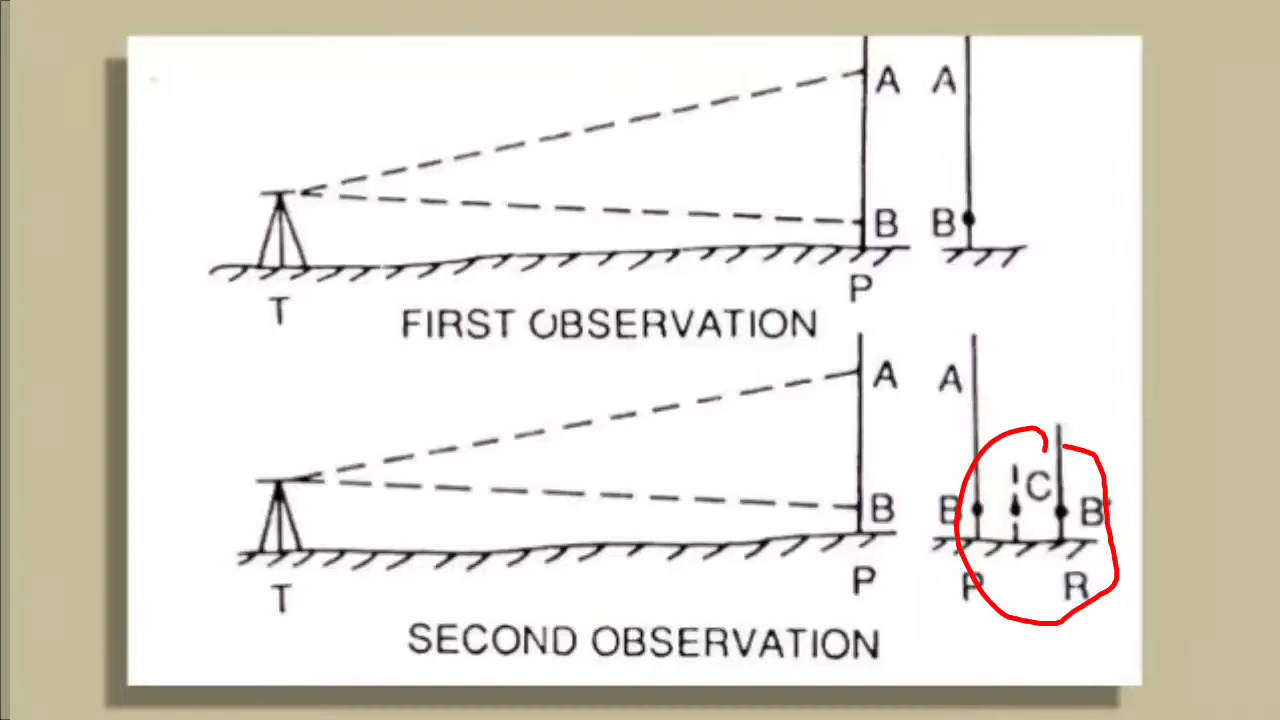 A A
B B
T
P
FIRST OBSERVATION
A A
C
B B B'
T
P P R
SECOND OBSERVATION